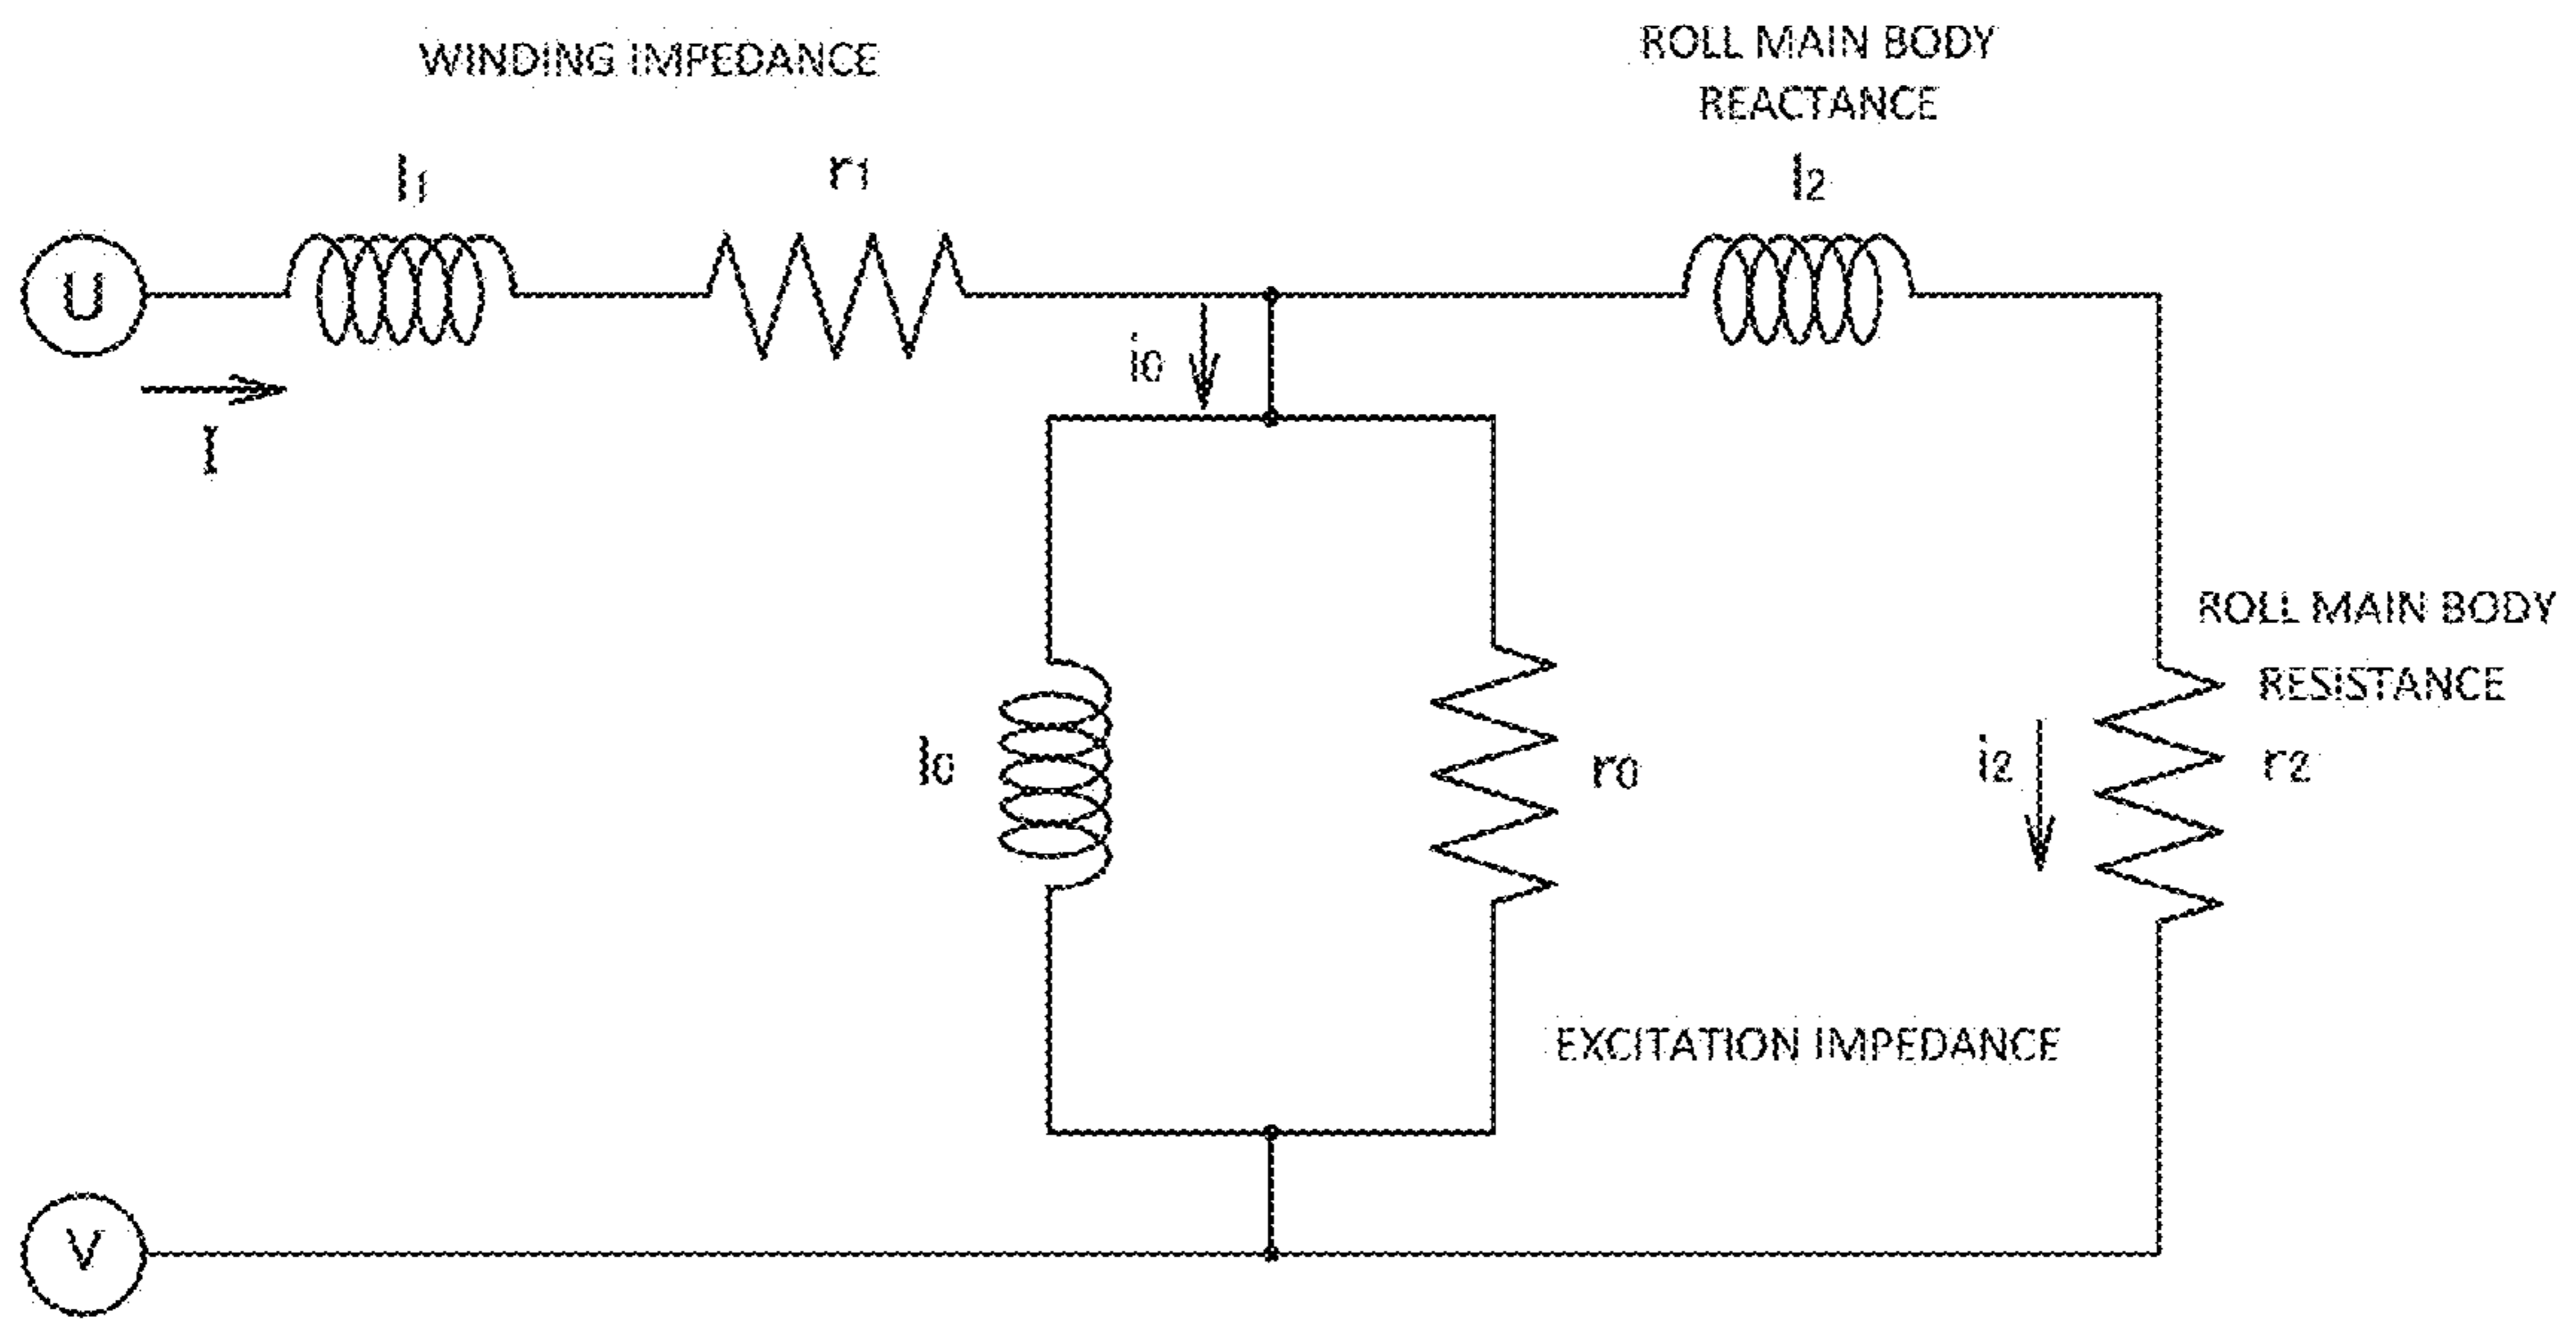 WINDING IMPEDANCE
ROLL MAIN BODY
REACTANCE
l1
r1
l2
U
I
i0
ROLL MAIN BODY
RESISTANCE
l0
r0
i2
r2
EXCITATION IMPEDANCE
V